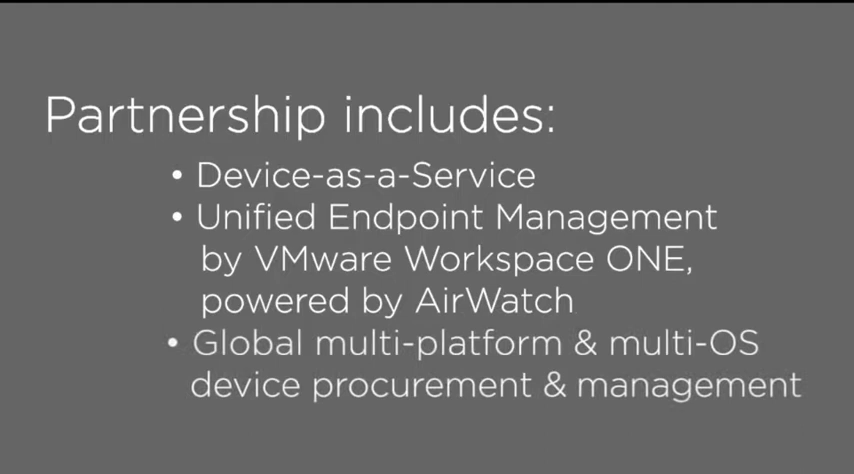 Partnership includes:
• Device-as-a-Service
• Unified Endpoint Management
by VMware Workspace ONE,
powered by AirWatch
• Global multi-platform & multi-OS
device procurement & management